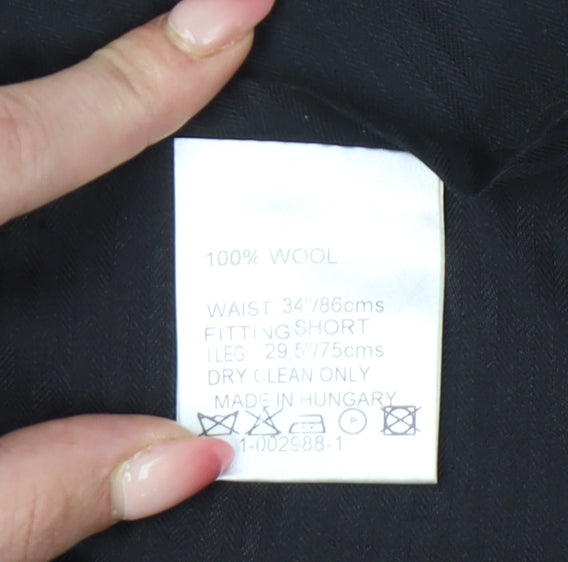 100% WOOL
WAIST 34"/86cms
FITTING SHORT
I LEG 29,5"/75cms
DRY CLEAN ONLY
MADE IN HUNGARY
P
1-002988-1